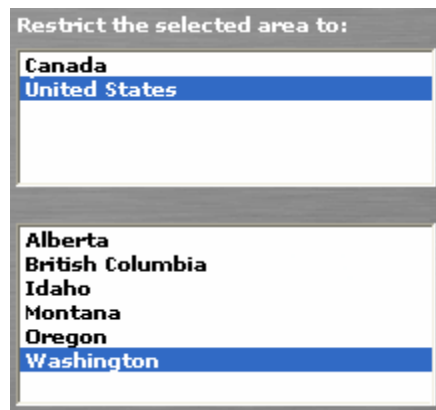 Restrict the selected area to:
Canada
United States
Alberta
British Columbia
Idaho
Montana
Oregon
Washington